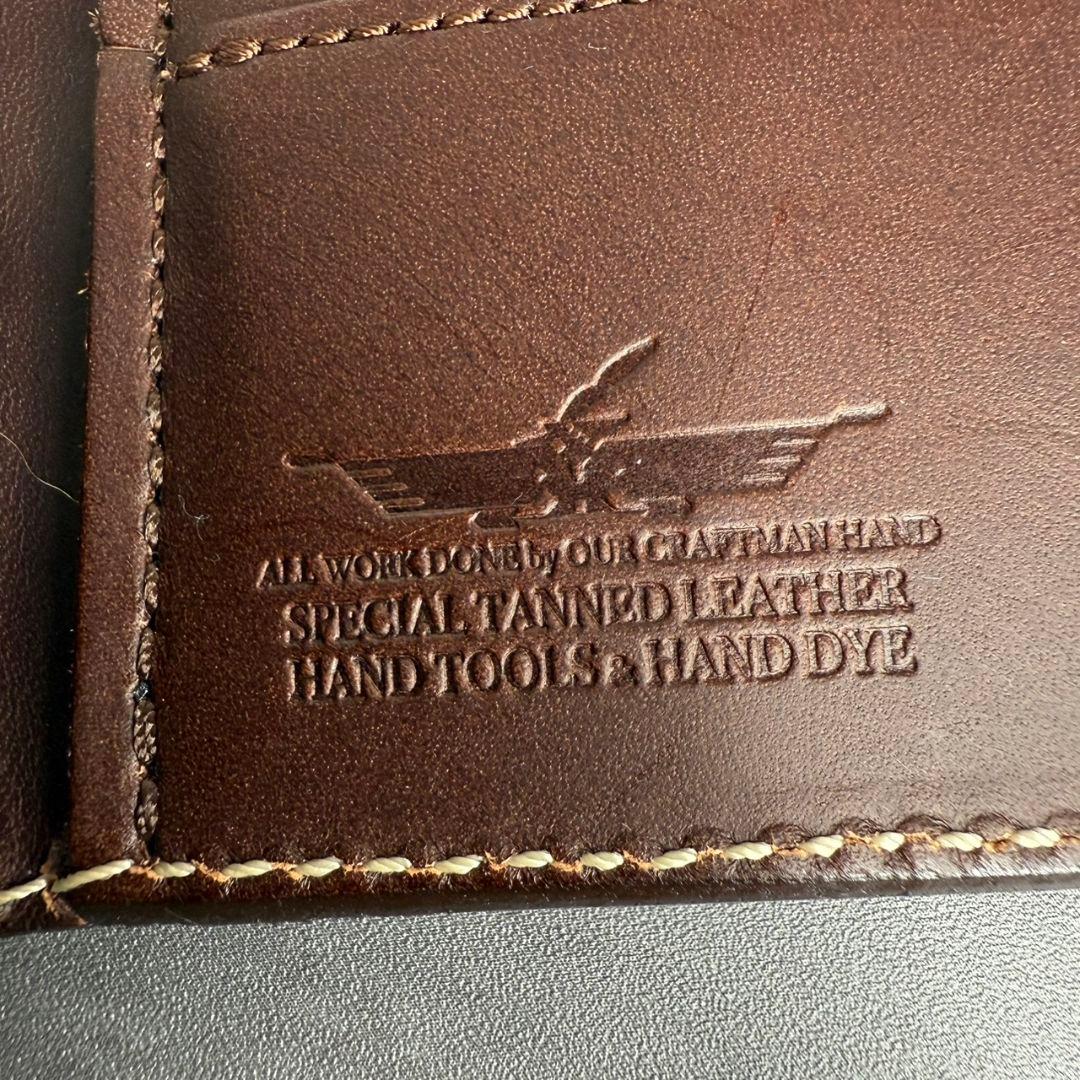 ALL WORK DONE by OUR CRAFTMAN HAND
SPECIAL TANNED LEATHER
HAND TOOLS & HAND DYE